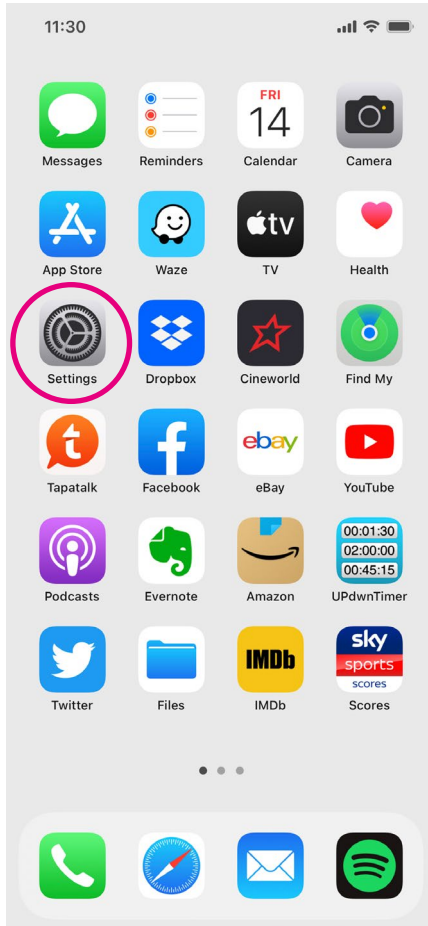 11:30
FRI
14
Messages Reminders Calendar Camera
tv
App Store Waze TV Health
Settings Dropbox Cineworld Find My
t f ebay
Tapatalk Facebook eBay YouTube
00:01:30
02:00:00
00:45:15
Podcasts Evernote Amazon UPdwnTimer
IMDb sky
sports
scores
Twitter Files IMDb Scores